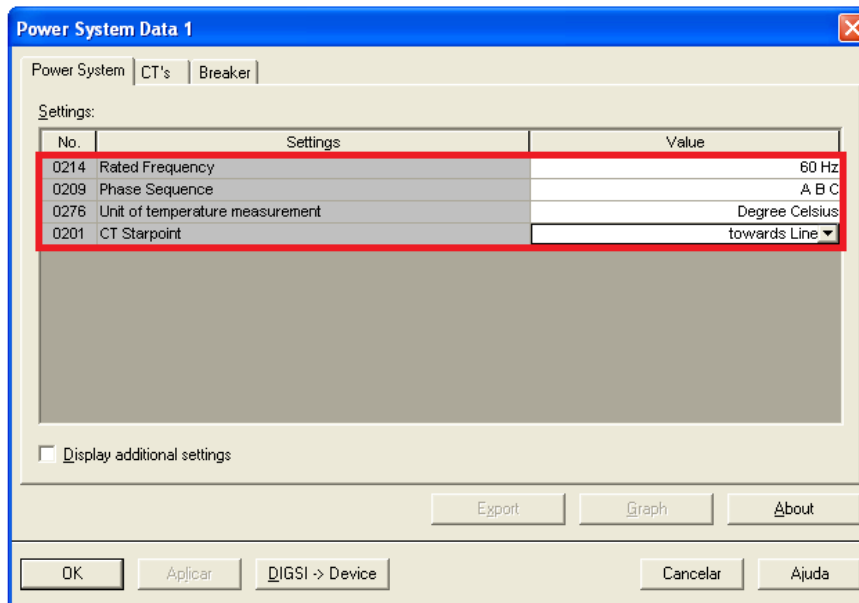 Power System Data 1
Power System CT's Breaker
Settings:
No. Settings Value
0214 Rated Frequency 60 Hz
0209 Phase Sequence A B C
0276 Unit of temperature measurement Degree Celsius
0201 CT Starpoint towards Line
Display additional settings
Export Graph About
OK Aplicar DIGSI -> Device Cancelar Ajuda